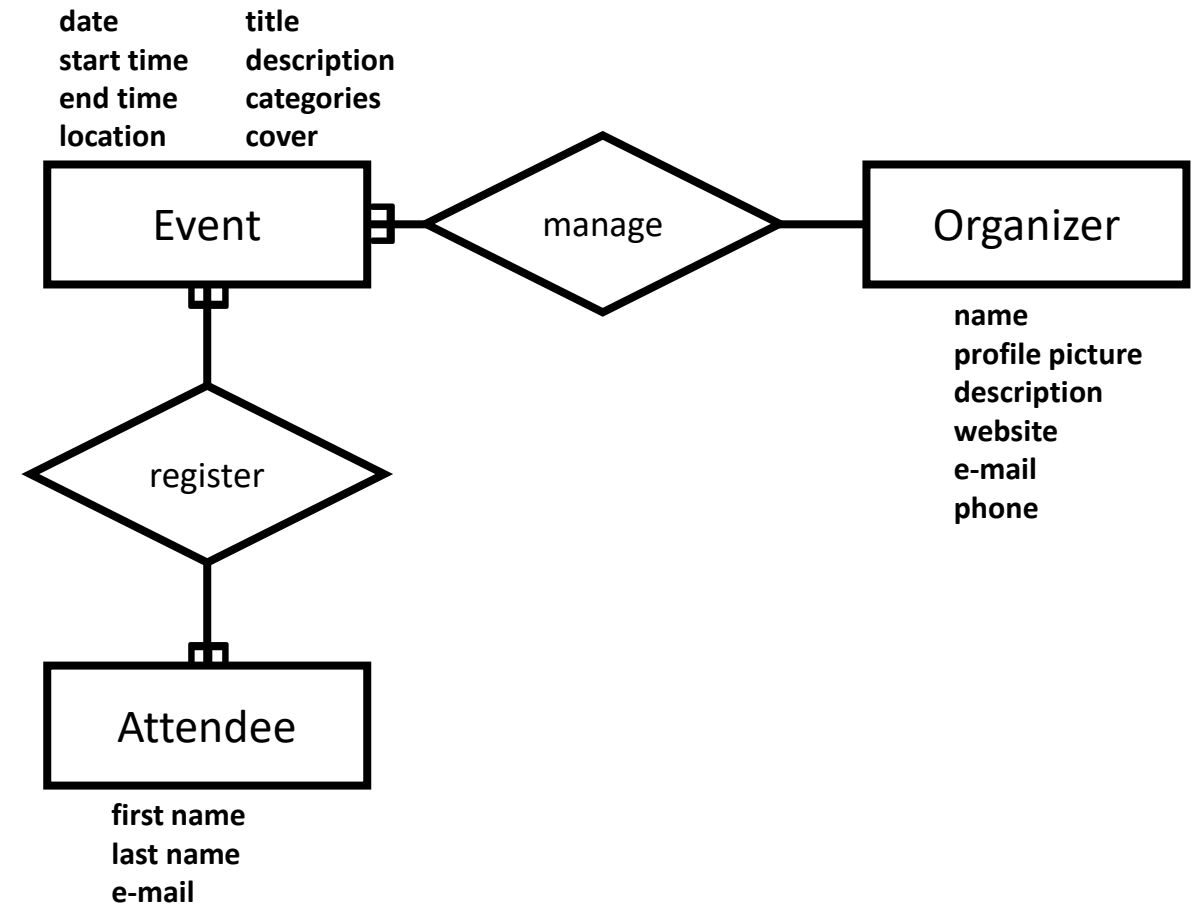 date
start time
end time
location
title
description
categories
cover
Event
manage
Organizer
name
profile picture
description
website
e-mail
phone
register
Attendee
first name
last name
e-mail